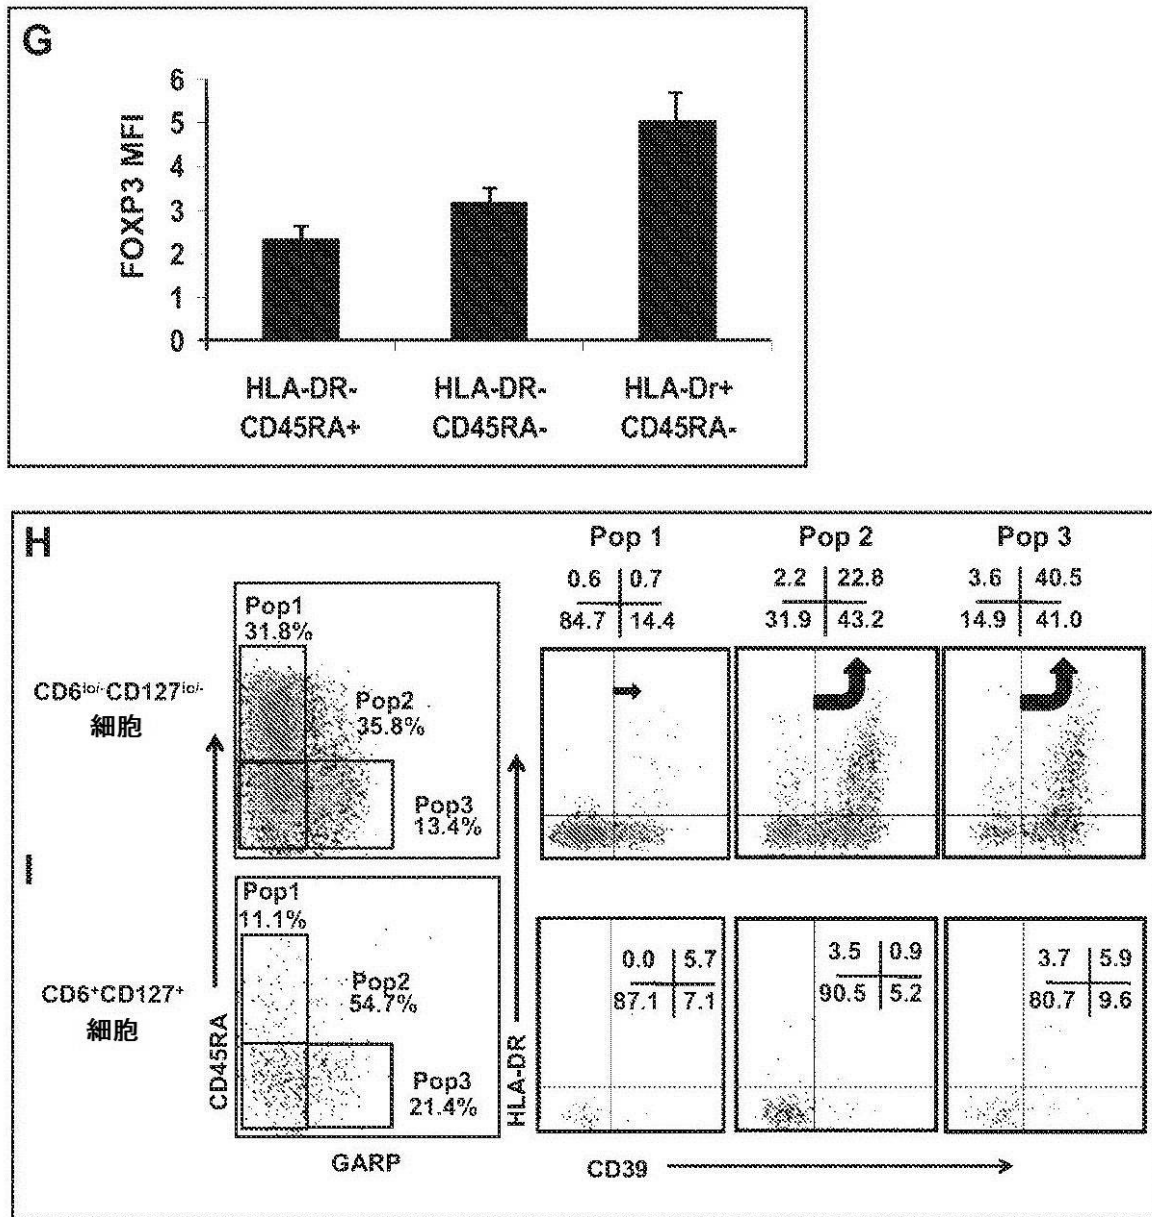 G
FOXP3 MFI
6
5
4
3
2
1
0
HLA-DR-
CD45RA+
HLA-DR-
CD45RA-
HLA-Dr+
CD45RA-
H
Pop 1
Pop 2
Pop 3
0.6 0.7
84.7 14.4
2.2 22.8
31.9 43.2
3.6 40.5
14.9 41.0
CD6lo/-CD127lo/-
細胞
Pop1
31.8%
Pop2
35.8%
Pop3
13.4%
I
CD6+CD127+
細胞
Pop1
11.1%
Pop2
54.7%
Pop3
21.4%
0.0 5.7
87.1 7.1
3.5 0.9
90.5 5.2
3.7 5.9
80.7 9.6
CD45RA
HLA-DR
GARP
CD39